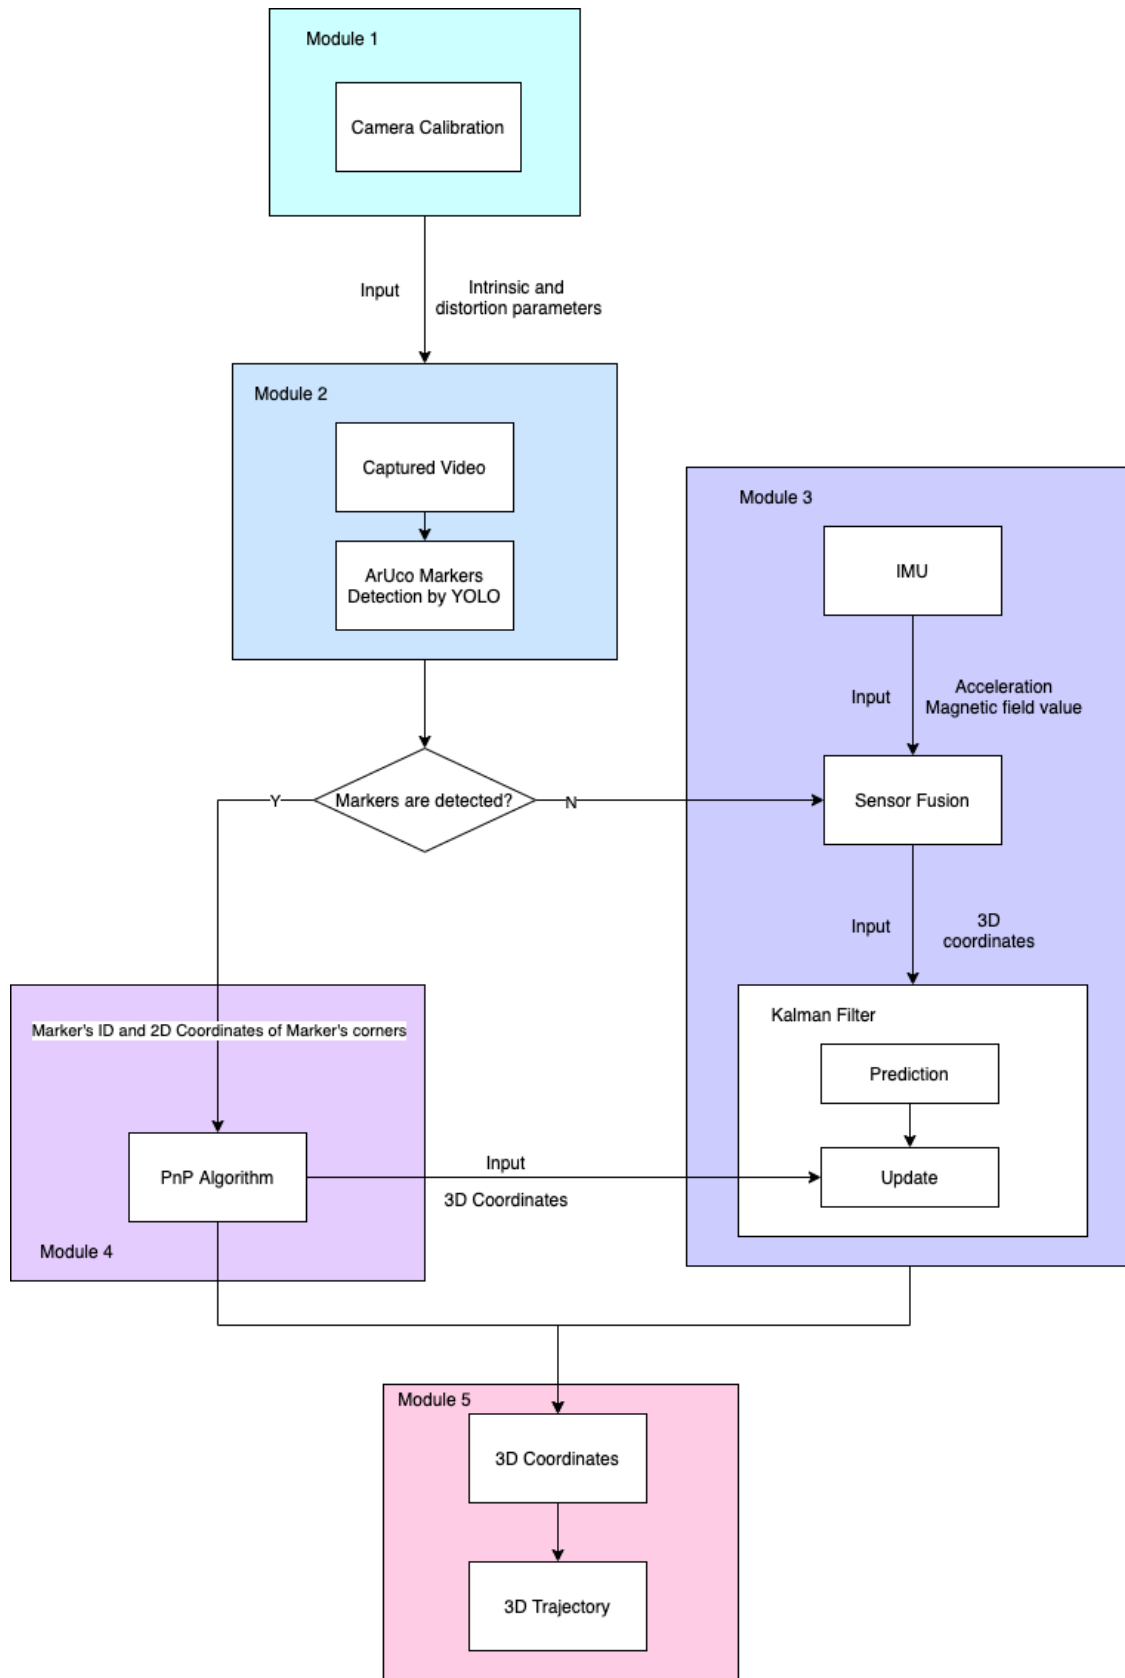 Module 1
Camera Calibration
Input
Intrinsic and
distortion parameters
Module 2
Captured Video
ArUco Markers
Detection by YOLO
Module 3
IMU
Input
Acceleration
Magnetic field value
Markers are detected?
Y
N
Sensor Fusion
Input
3D
coordinates
Marker's ID and 2D Coordinates of Marker's corners
PnP Algorithm
Module 4
Input
3D Coordinates
Kalman Filter
Prediction
Update
Module 5
3D Coordinates
3D Trajectory